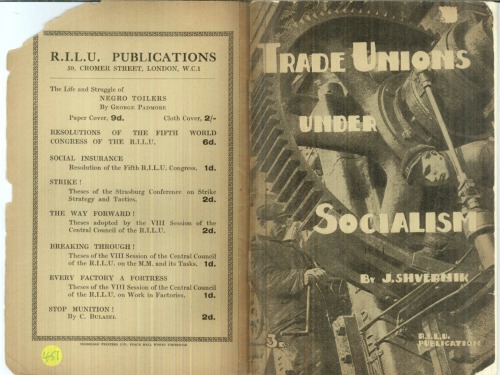 R.I.L.U. PUBLICATIONS
59, CROMER STREET, LONDON, W.C.1
The Life and Struggle of
NEGRO TOILERS
By GEORGE PADMORE
Paper Cover, 9d. Cloth Cover, 2/-
RESOLUTIONS OF THE FIFTH WORLD
CONGRESS OF THE R.I.L.U. 6d.
SOCIAL INSURANCE
Resolution of the Fifth R.I.L.U. Congress. 1d.
STRIKE!
Theses of the Strasburg Conference on Strike
Strategy and Tactics. 2d.
THE WAY FORWARD!
Theses adopted by the VIII Session of the
Central Council of the R.I.L.U. 2d.
BREAKING THROUGH!
Theses of the VIII Session of the Central Council
of the R.I.L.U. on the M.M. and its Tasks. 1d.
EVERY FACTORY A FORTRESS
Theses of the VIII Session of the Central Council
of the R.I.L.U. on Work in Factories. 1d.
STOP MUNITION!
By C. 2d.
TRADE UNIONS
UNDER
SOCIALISM
BY J. SHVERNIK
3D.
R.I.L.U.
PUBLICATION